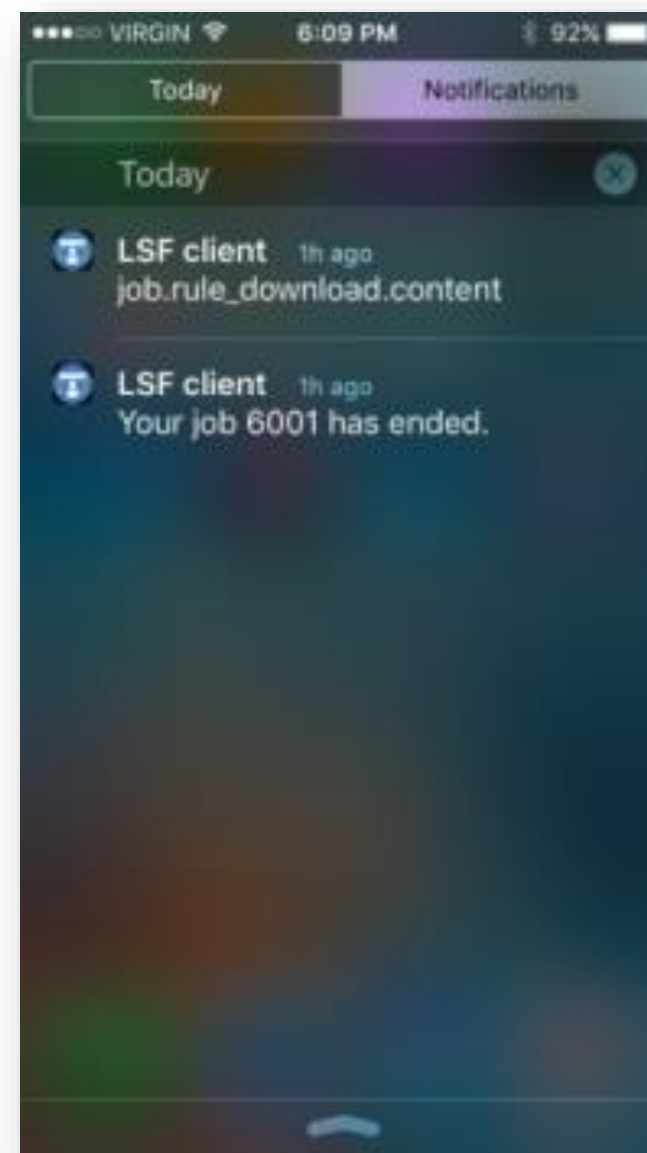 VIRGIN 6:09 PM 92%
Today Notifications
Today
LSF client 1h ago
job.rule_download.content
LSF client 1h ago
Your job 6001 has ended.